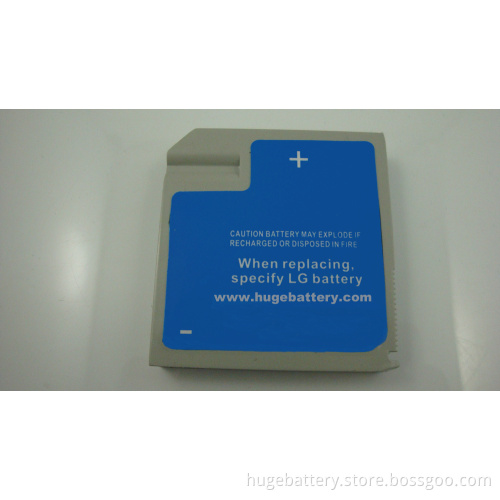 +
CAUTION BATTERY MAY EXPLODE IF
RECHARGED OR DISPOSED IN FIRE
When replacing,
specify LG battery
www.hugebattery.com
-
hugebattery.store.bossgoo.com